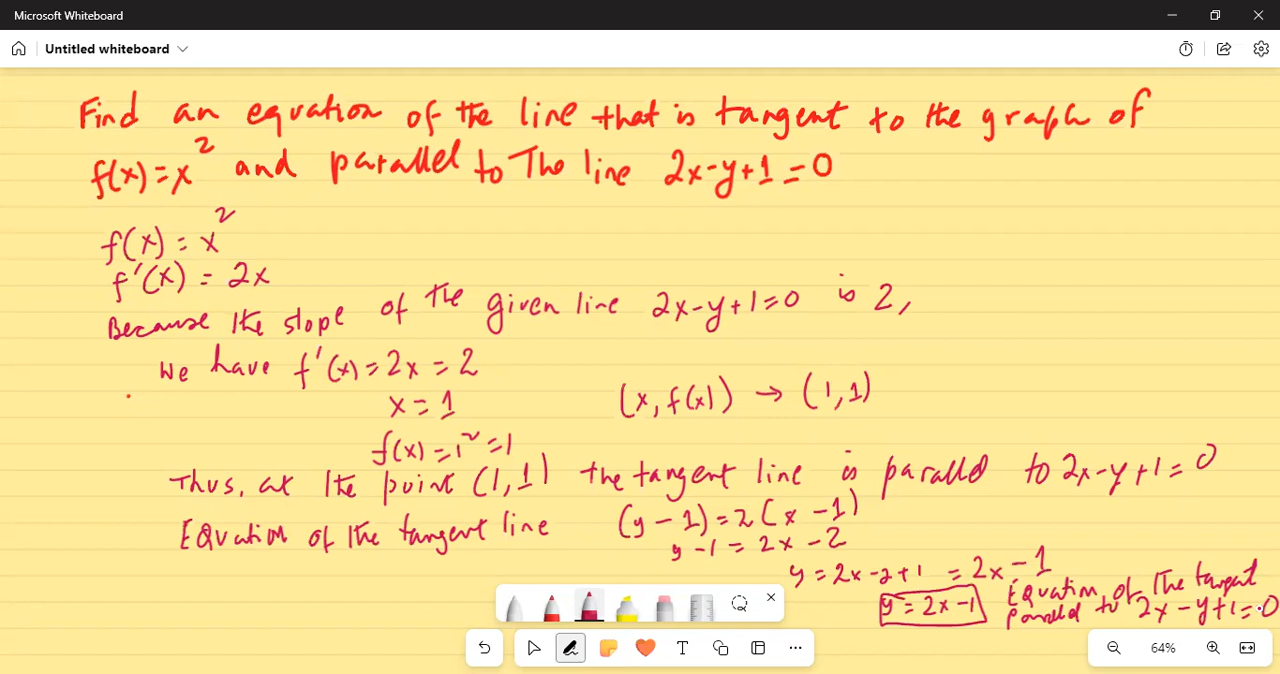 Microsoft Whiteboard
Untitled whiteboard
Find an equation of the line that is tangent to the graph of
f(x) = x² and parallel to The line 2x-y+1=0
f(x) = x²
f'(x) = 2x
Because the slope of the given line 2x-y+1=0 is 2,
we have f'(x) = 2x = 2
x = 1
(x, f(x)) → (1,1)
f(x) = 1² = 1
Thus, at the point (1,1) the tangent line is parallel to 2x-y+1=0
Equation of the tangent line (y-1) = 2(x-1)
y-1 = 2x-2
y = 2x-2+1 = 2x-1
y = 2x-1 Equation of The tangent
parallel to 2x-y+1=0
64%